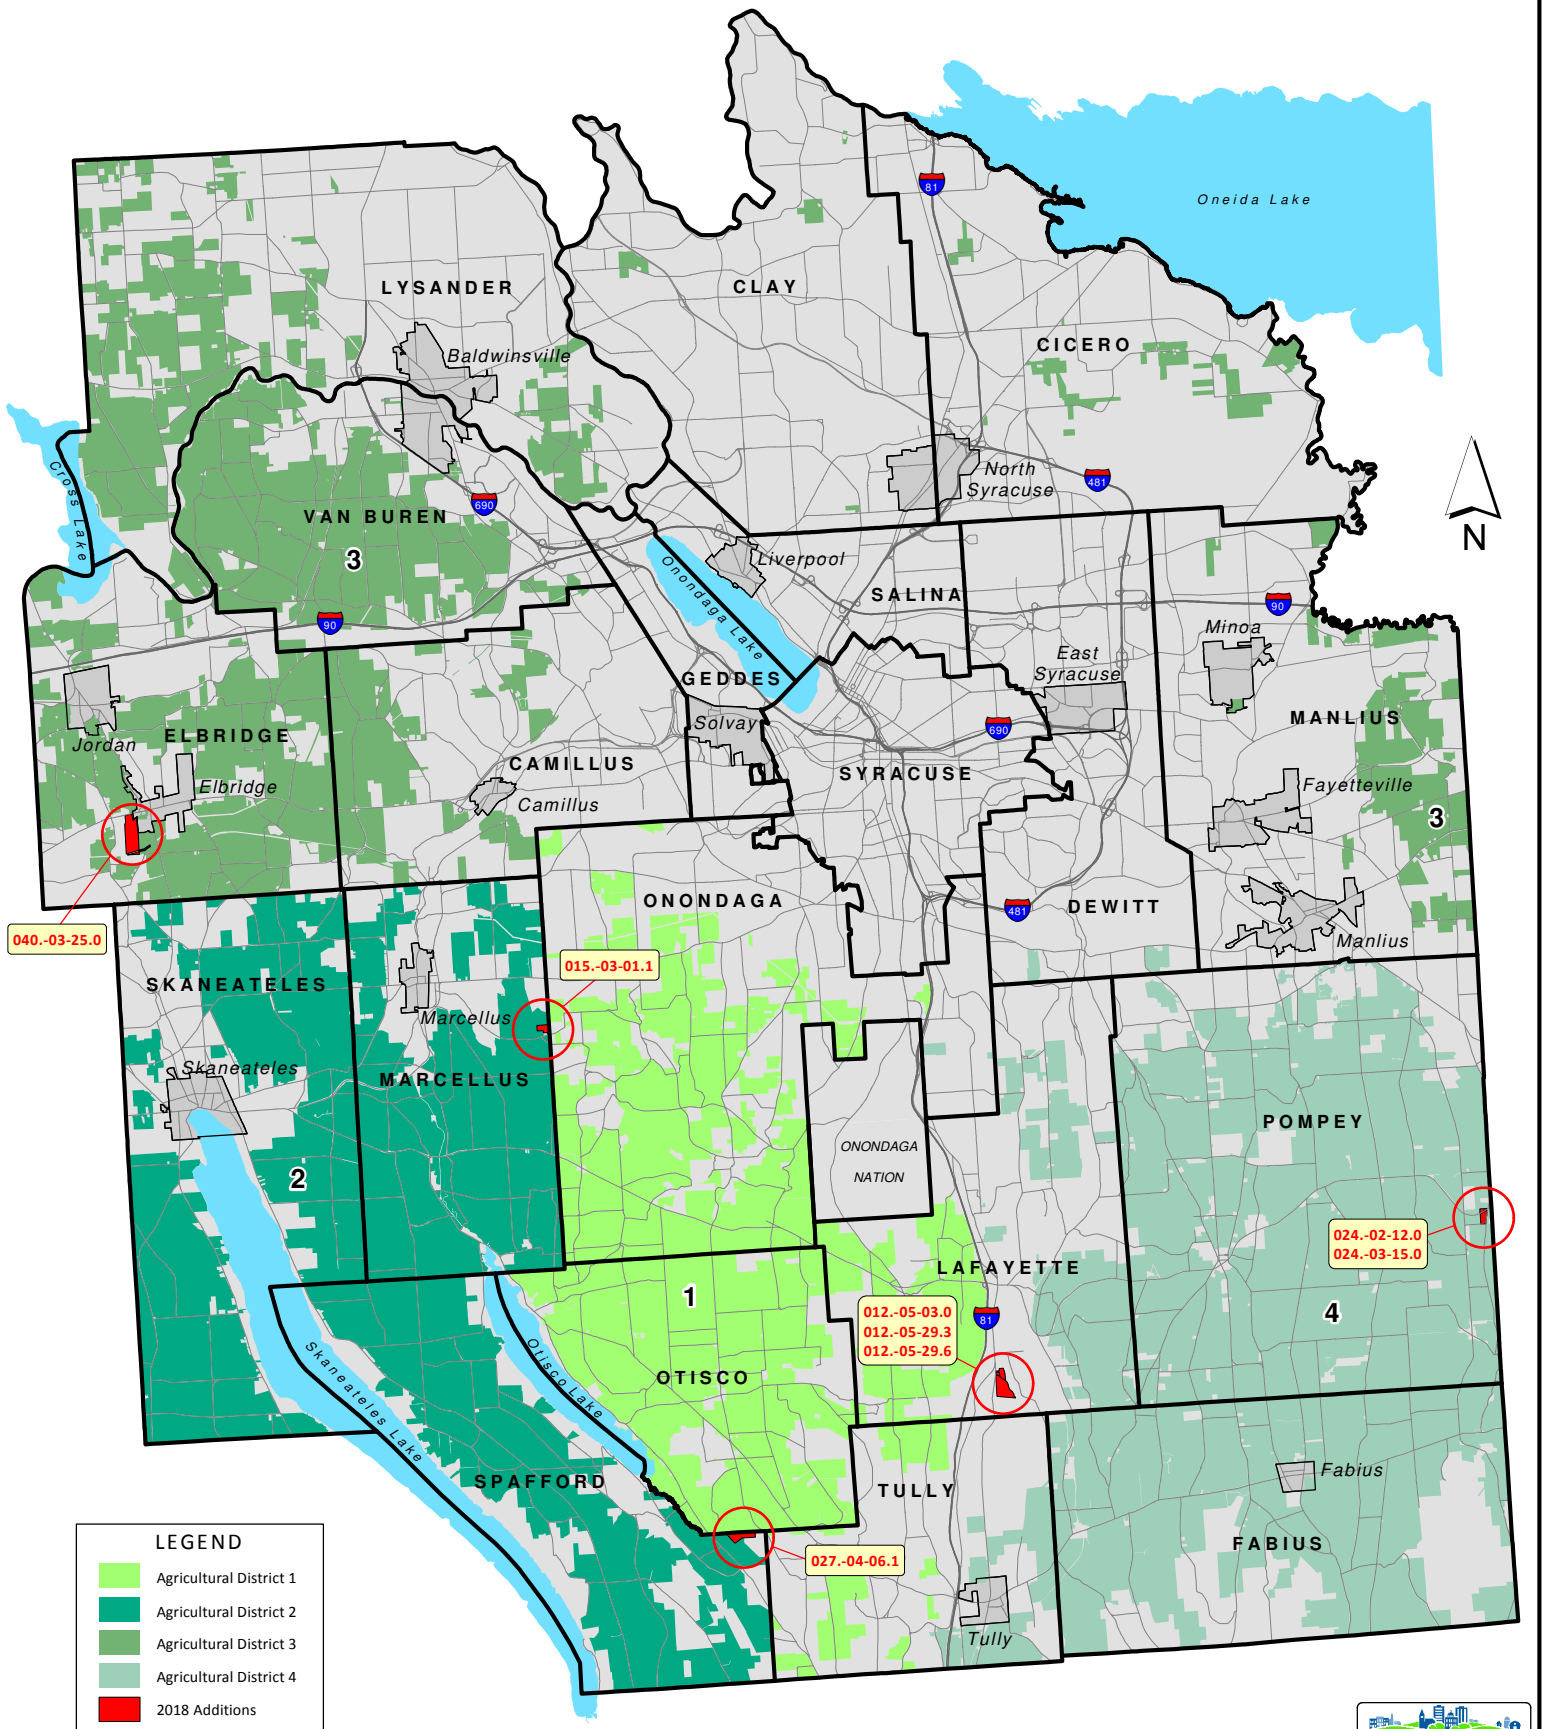 Oneida Lake
81
LYSANDER
CLAY
CICERO
Baldwinsville
North
Syracuse
481
Cross Lake
690
VAN BUREN
3
N
Liverpool
Onondaga Lake
SALINA
90
90
Minoa
East
Syracuse
GEDDES
Solvay
690
MANLIUS
Jordan
ELBRIDGE
CAMILLUS
SYRACUSE
Elbridge
Camillus
Fayetteville
3
040.-03-25.0
ONONDAGA
481
DEWITT
Manlius
015.-03-01.1
SKANEATELES
Marcellus
Skaneateles
MARCELLUS
POMPEY
ONONDAGA
NATION
2
024.-02-12.0
024.-03-15.0
LAFAYETTE
1
012.-05-03.0
012.-05-29.3
012.-05-29.6
81
4
Skaneateles Lake
Otisco Lake
OTISCO
SPAFFORD
TULLY
Fabius
FABIUS
027.-04-06.1
Tully
LEGEND
Agricultural District 1
Agricultural District 2
Agricultural District 3
Agricultural District 4
2018 Additions